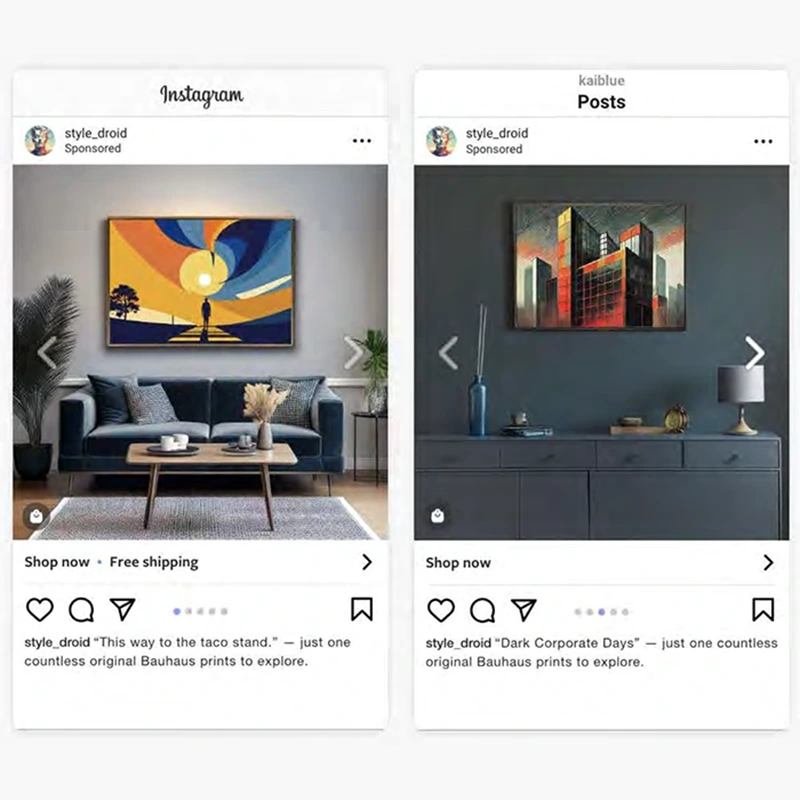 Instagram
style_droid
Sponsored
Shop now • Free shipping
style_droid “This way to the taco stand.” — just one
countless original Bauhaus prints to explore.
kaiblue
Posts
style_droid
Sponsored
Shop now
style_droid “Dark Corporate Days” — just one countless
original Bauhaus prints to explore.